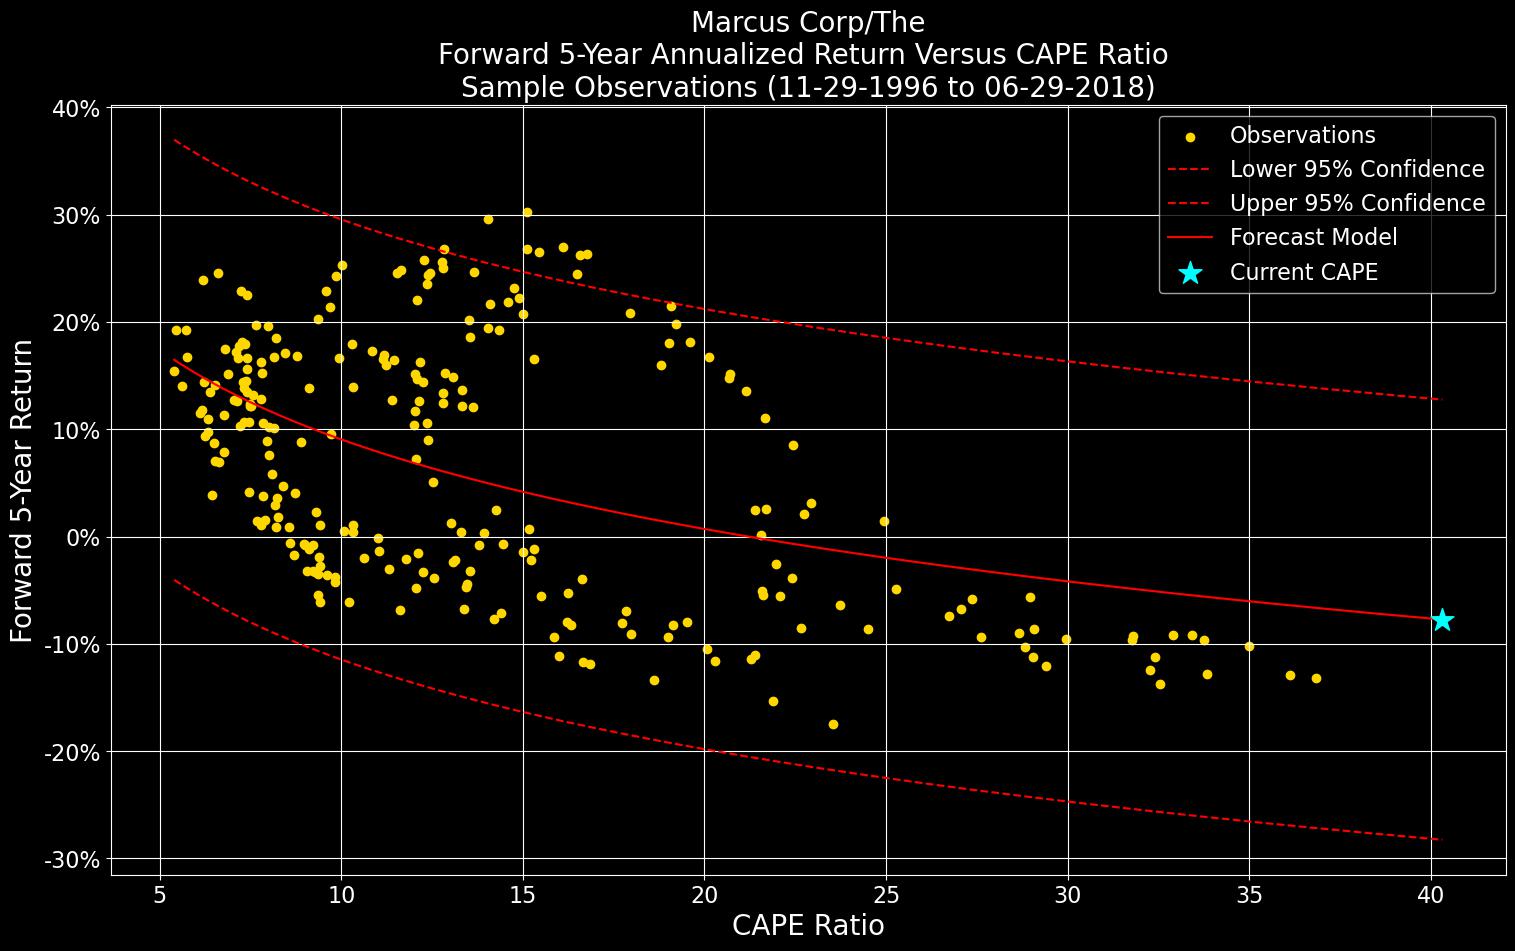 Marcus Corp/The
Forward 5-Year Annualized Return Versus CAPE Ratio
Sample Observations (11-29-1996 to 06-29-2018)
Forward 5-Year Return
40%
30%
20%
10%
0%
-10%
-20%
-30%
Observations
Lower 95% Confidence
Upper 95% Confidence
Forecast Model
Current CAPE
5 10 15 20 25 30 35 40
CAPE Ratio